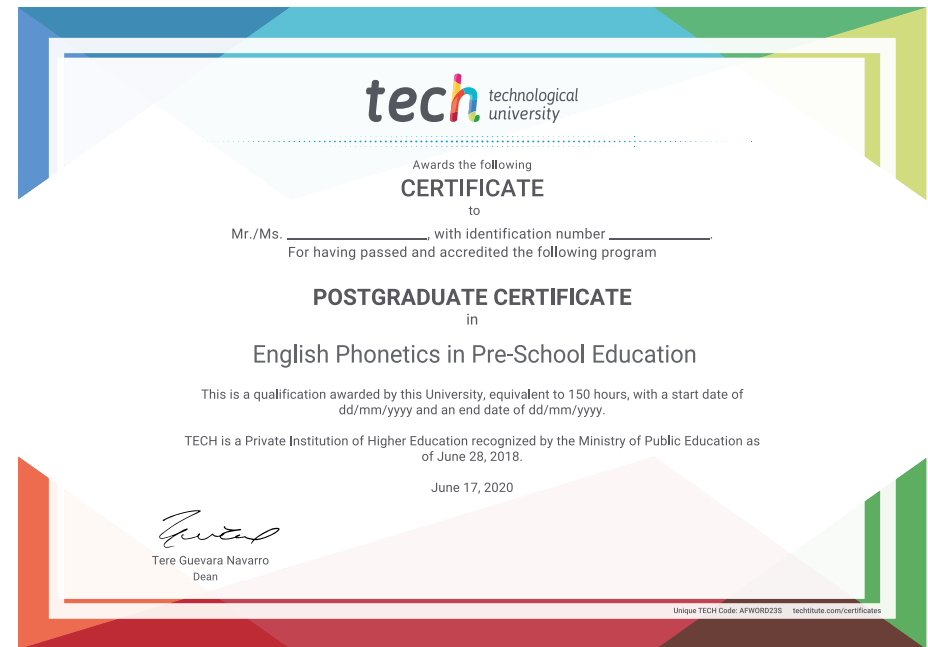 tech technological
university
Awards the following
CERTIFICATE
to
Mr./Ms. ____________________, with identification number ______________.
For having passed and accredited the following program
POSTGRADUATE CERTIFICATE
in
English Phonetics in Pre-School Education
This is a qualification awarded by this University, equivalent to 150 hours, with a start date of
dd/mm/yyyy and an end date of dd/mm/yyyy.
TECH is a Private Institution of Higher Education recognized by the Ministry of Public Education as
of June 28, 2018.
June 17, 2020
Tere Guevara Navarro
Dean
Unique TECH Code: AFWORD23S techtitute.com/certificates